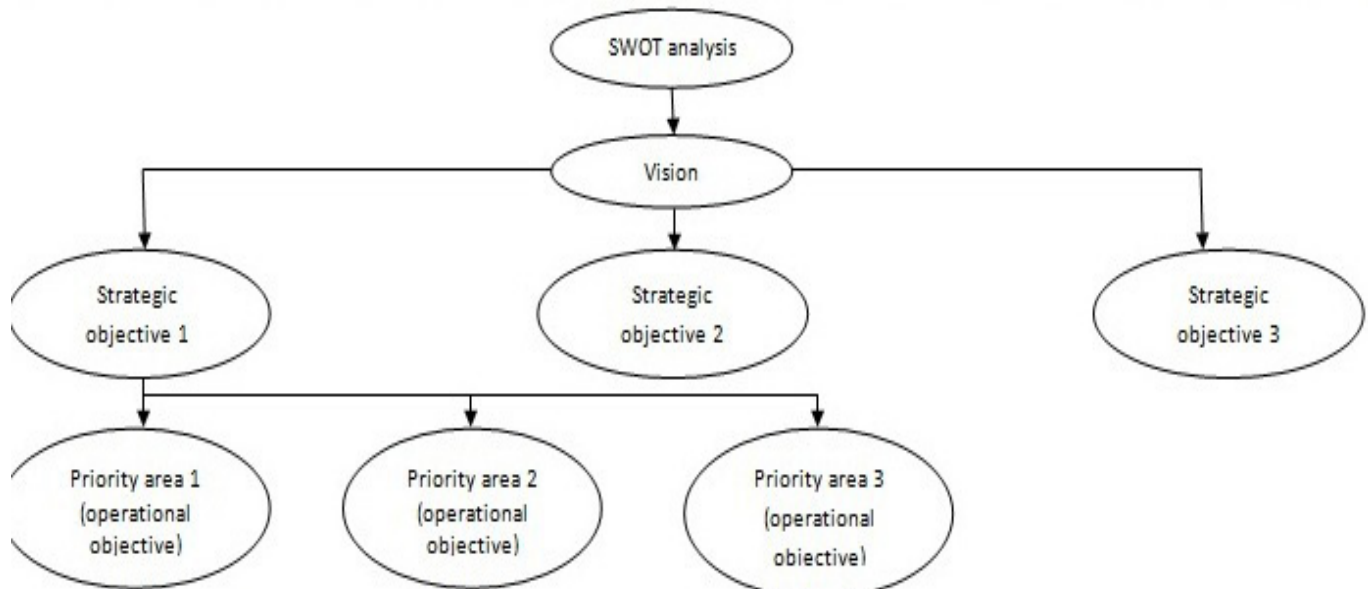 SWOT analysis
Vision
Strategic
objective 1
Strategic
objective 2
Strategic
objective 3
Priority area 1
(operational
objective)
Priority area 2
(operational
objective)
Priority area 3
(operational
objective)